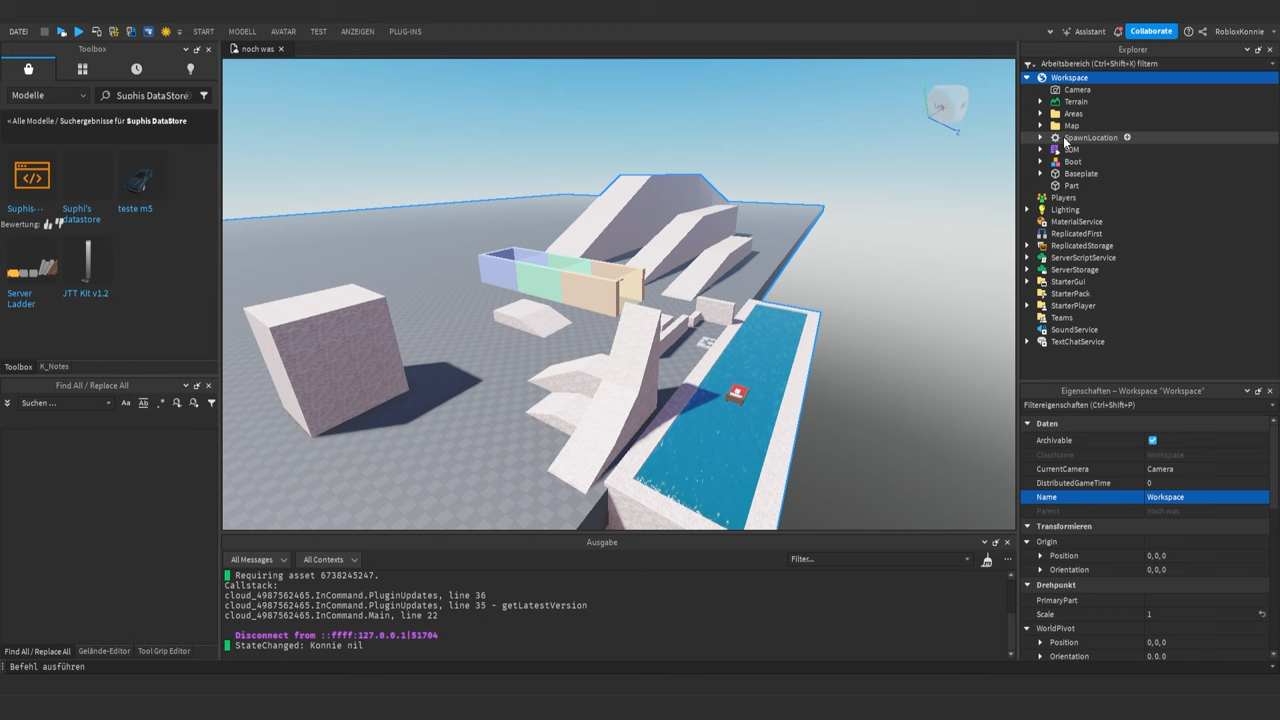 DATEI START MODELL AVATAR TEST ANZEIGEN PLUG-INS Assistant Collaborate RobloxKonnie
Toolbox
noch was
Explorer
Arbeitsbereich (Ctrl+Shift+X) filtern
Modelle
Suphis DataStore
< Alle Modelle / Suchergebnisse für Suphis DataStore
Suphis···
Suphi's datastore
teste m5
Bewertung:
Server Ladder
JTT Kit v1.2
Toolbox K_Notes
Find All / Replace All
Suchen ...
Aa Ab .*
Find All / Replace All Gelände-Editor Tool Grip Editor
Befehl ausführen
Z
Workspace
Camera
Terrain
Areas
Map
SpawnLocation
SDM
Boot
Baseplate
Part
Players
Lighting
MaterialService
ReplicatedFirst
ReplicatedStorage
ServerScriptService
ServerStorage
StarterGui
StarterPack
StarterPlayer
Teams
SoundService
TextChatService
Eigenschaften – Workspace "Workspace"
Filtereigenschaften (Ctrl+Shift+P)
Daten
Archivable
ClassName Workspace
CurrentCamera Camera
DistributedGameTime 0
Name Workspace
Parent noch was
Transformieren
Origin
Position 0,0,0
Orientation 0,0,0
Drehpunkt
PrimaryPart
Scale 1
WorldPivot
Position 0,0,0
Orientation 0,0,0
Ausgabe
All Messages All Contexts Filter...
Requiring asset 6738245247.
Callstack:
cloud_4987562465.InCommand.PluginUpdates, line 36
cloud_4987562465.InCommand.PluginUpdates, line 35 - getLatestVersion
cloud_4987562465.InCommand.Main, line 22
Disconnect from ::ffff:127.0.0.1|51704
StateChanged: Konnie nil